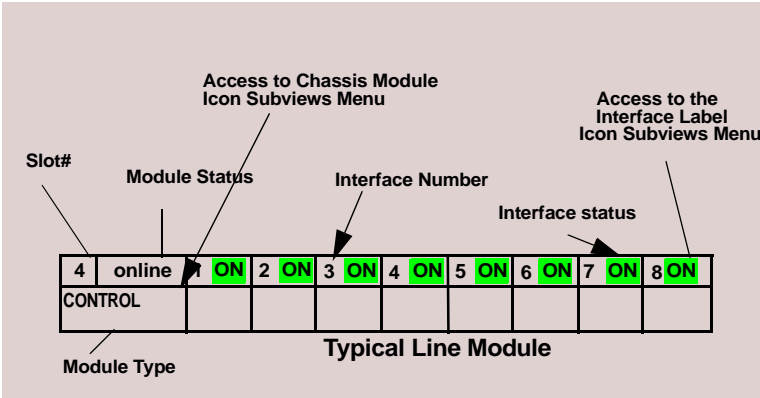 Access to Chassis Module
Icon Subviews Menu
Access to the
Interface Label
Icon Subviews Menu
Slot#
Module Status
Interface Number
Interface status
4 online 1 ON 2 ON 3 ON 4 ON 5 ON 6 ON 7 ON 8 ON
CONTROL
Typical Line Module
Module Type